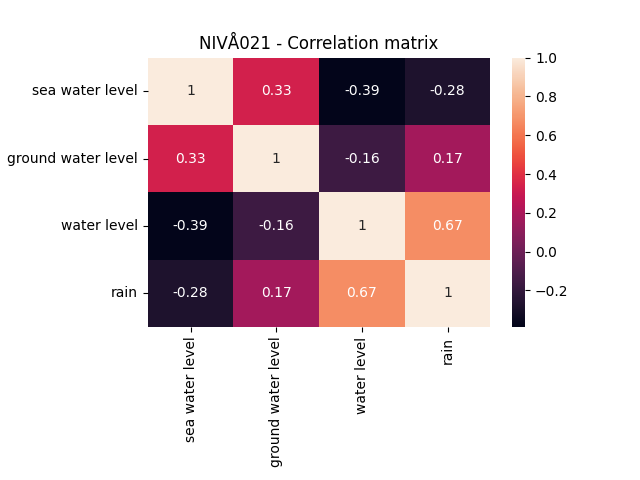 NIVÅ021 - Correlation matrix
sea water level 1 0.33 -0.39 -0.28
ground water level 0.33 1 -0.16 0.17
water level -0.39 -0.16 1 0.67
rain -0.28 0.17 0.67 1
sea water level
ground water level
water level
rain
1.0
0.8
0.6
0.4
0.2
0.0
−0.2